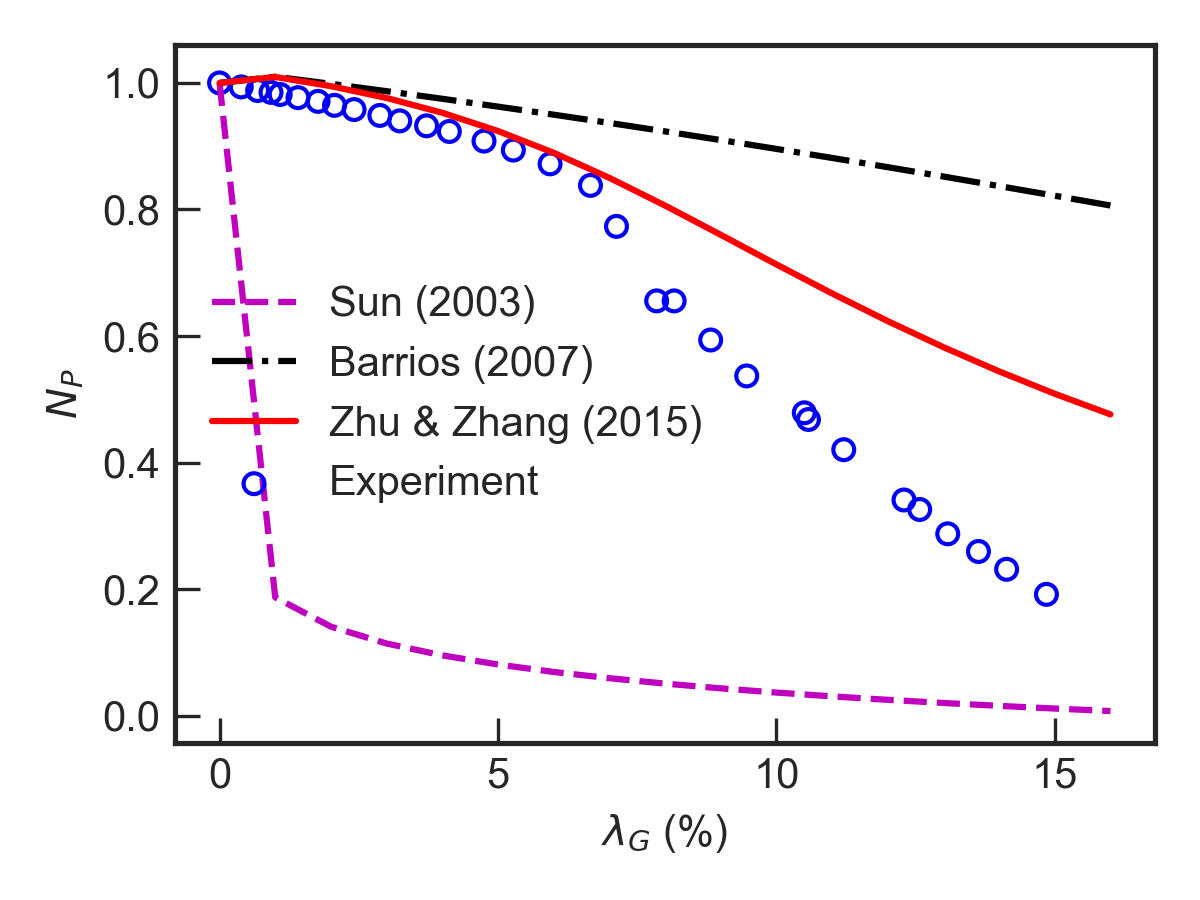 1.0
0.8
0.6
0.4
0.2
0.0
N_P
Sun (2003)
Barrios (2007)
Zhu & Zhang (2015)
Experiment
0 5 10 15
λ_G (%)